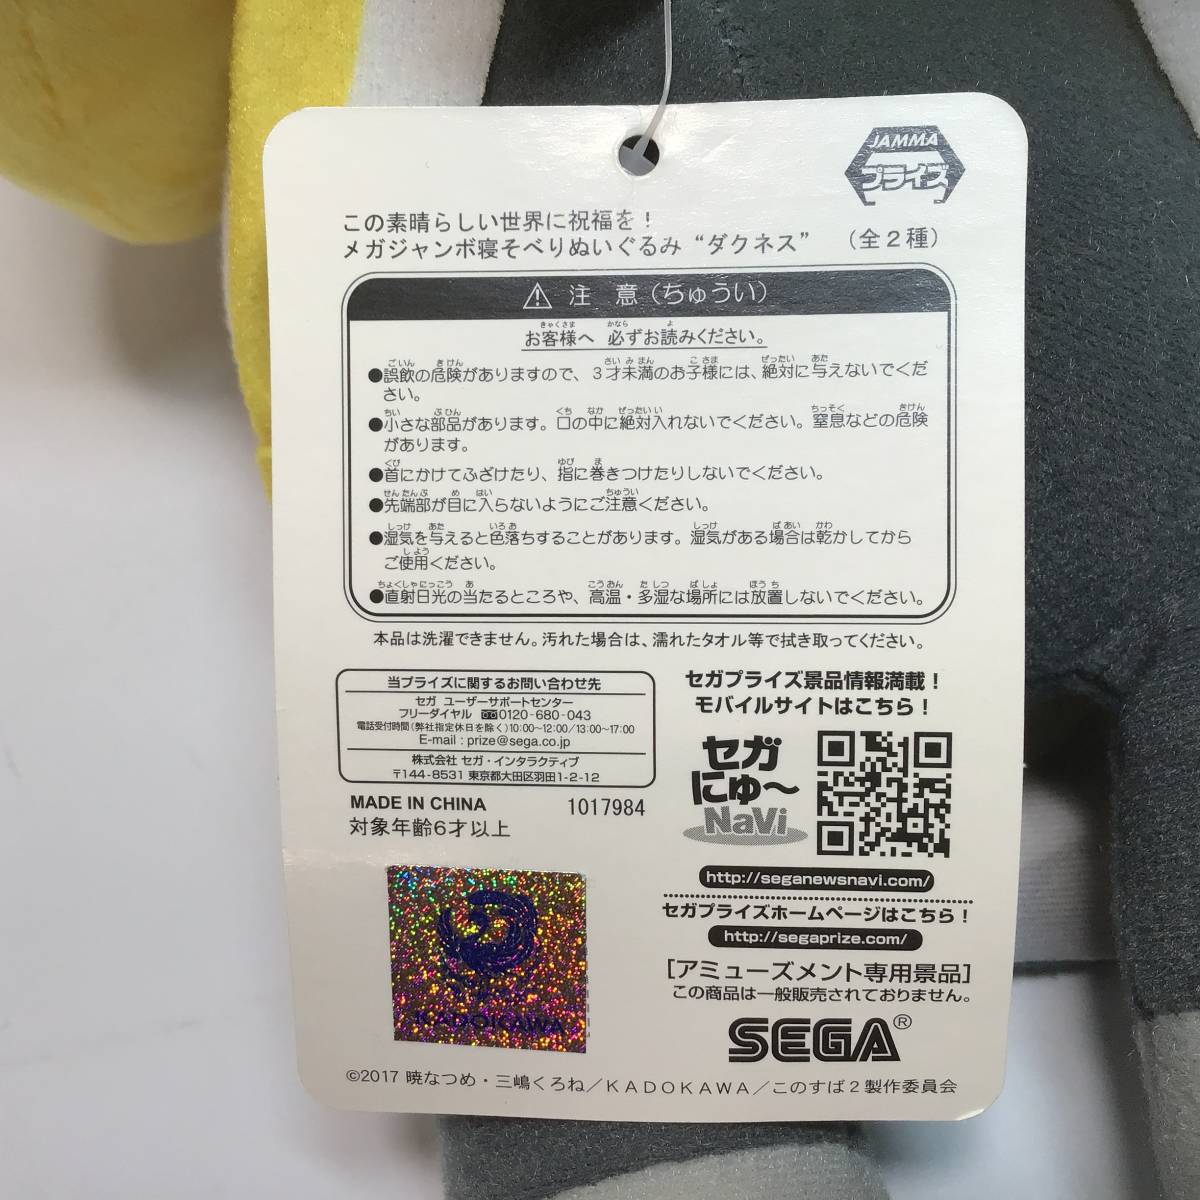 JAMMA
プライズ
この素晴らしい世界に祝福を！
メガジャンボ寝そべりぬいぐるみ “ダクネス” （全２種）
⚠ 注 意（ちゅうい）
お客様へ 必ずお読みください。
●誤飲の危険がありますので、３才未満のお子様には、絶対に与えないでくだ
さい。
●小さな部品があります。口の中に絶対入れないでください。窒息などの危険
があります。
●首にかけてふざけたり、指に巻きつけたりしないでください。
●先端部が目に入らないようにご注意ください。
●湿気を与えると色落ちすることがあります。湿気がある場合は乾かしてから
ご使用ください。
●直射日光の当たるところや、高温・多湿な場所には放置しないでください。
本品は洗濯できません。汚れた場合は、濡れたタオル等で拭き取ってください。
当プライズに関するお問い合わせ先
セガ ユーザーサポートセンター
フリーダイヤル 0120-680-043
電話受付時間（弊社指定休日を除く）10:00～12:00/13:00～17:00
E-mail : prize@sega.co.jp
株式会社 セガ・インタラクティブ
〒144-8531 東京都大田区羽田1-2-12
MADE IN CHINA
1017984
対象年齢6才以上
セガプライズ景品情報満載！
モバイルサイトはこちら！
セガ
にゅ～
NaVi
http://seganewsnavi.com/
セガプライズホームページはこちら！
http://segaprize.com/
［アミューズメント専用景品］
この商品は一般販売されておりません。
KADOKAWA
SEGA®
©2017 暁なつめ・三嶋くろね／ＫＡＤＯＫＡＷＡ／このすば２製作委員会